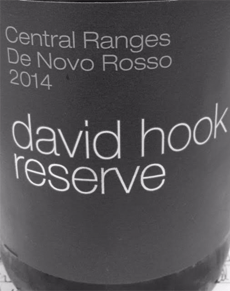 Central Ranges
De Novo Rosso
2014
david hook
reserve